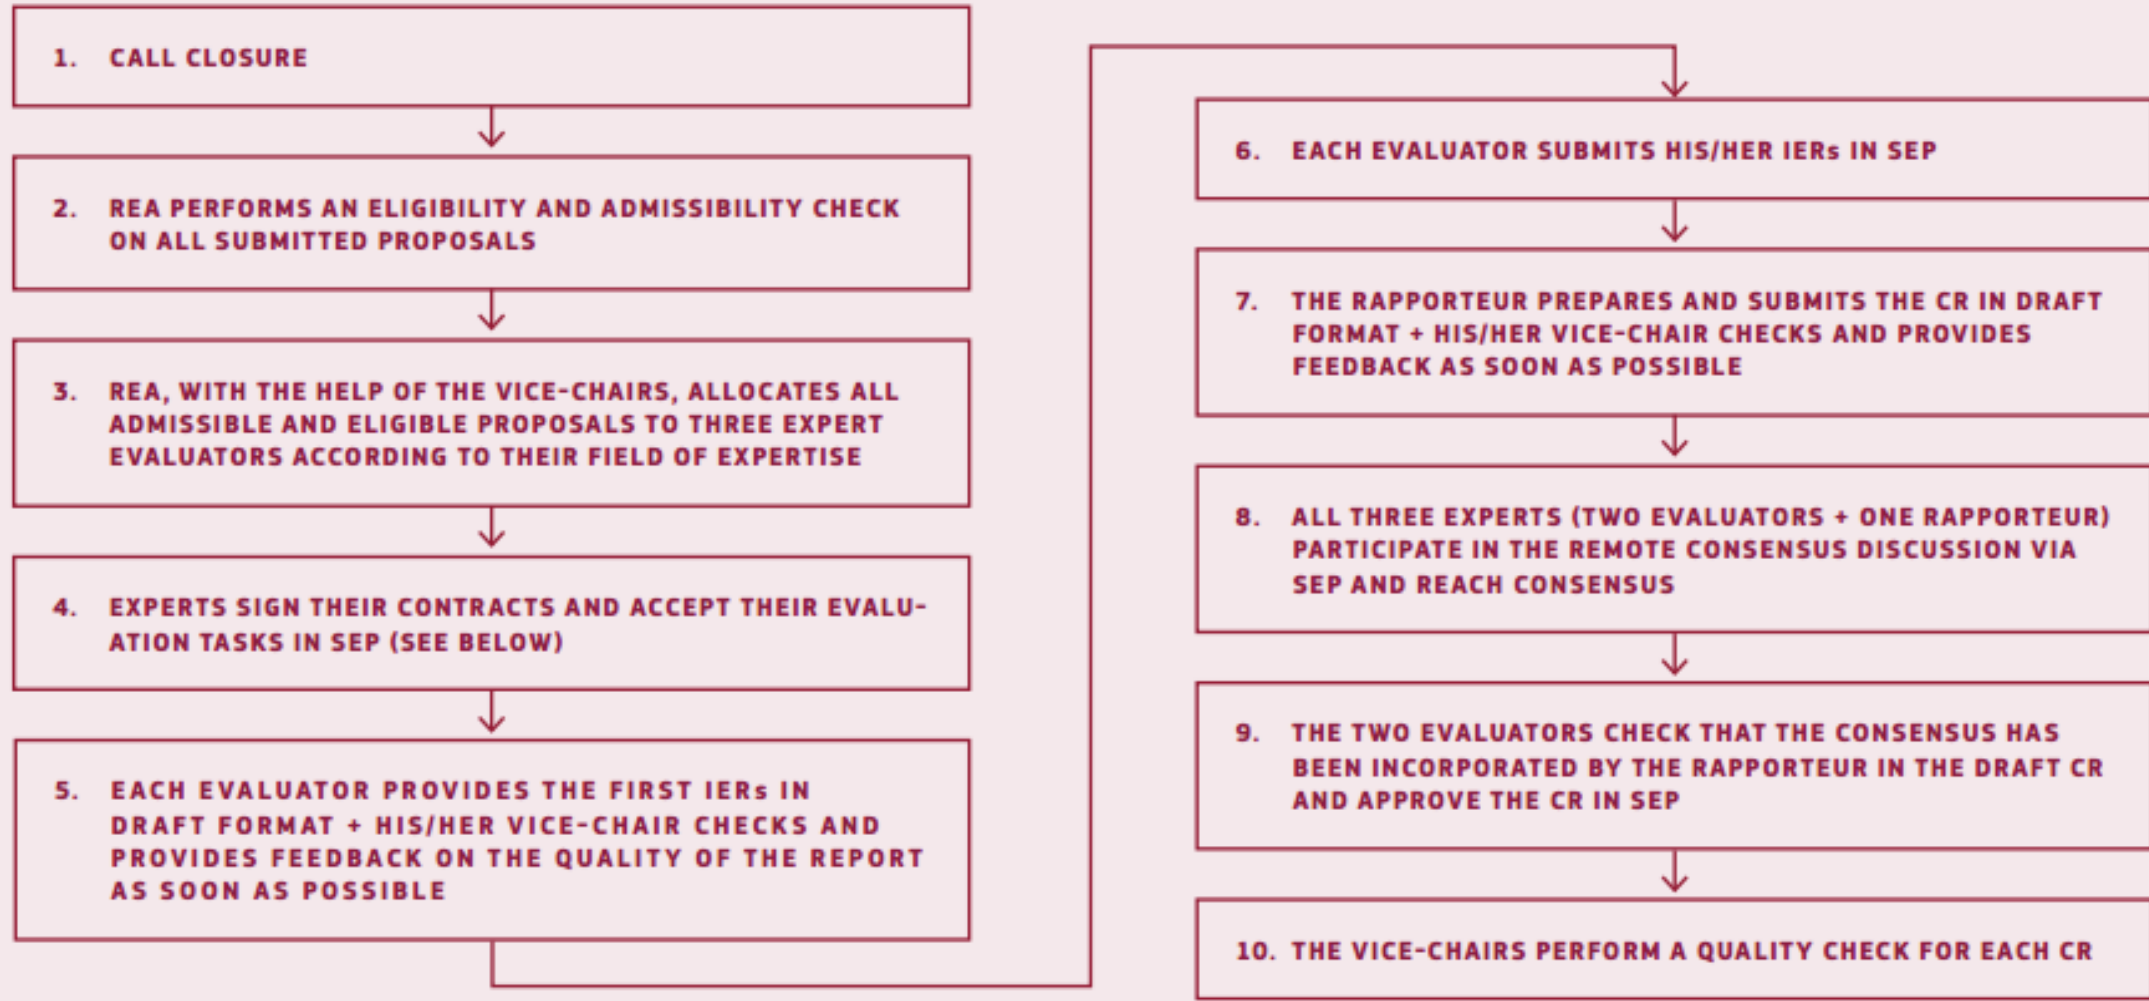 1. CALL CLOSURE
2. REA PERFORMS AN ELIGIBILITY AND ADMISSIBILITY CHECK
ON ALL SUBMITTED PROPOSALS
3. REA, WITH THE HELP OF THE VICE-CHAIRS, ALLOCATES ALL
ADMISSIBLE AND ELIGIBLE PROPOSALS TO THREE EXPERT
EVALUATORS ACCORDING TO THEIR FIELD OF EXPERTISE
4. EXPERTS SIGN THEIR CONTRACTS AND ACCEPT THEIR EVALU-
ATION TASKS IN SEP (SEE BELOW)
5. EACH EVALUATOR PROVIDES THE FIRST IERs IN
DRAFT FORMAT + HIS/HER VICE-CHAIR CHECKS AND
PROVIDES FEEDBACK ON THE QUALITY OF THE REPORT
AS SOON AS POSSIBLE
6. EACH EVALUATOR SUBMITS HIS/HER IERs IN SEP
7. THE RAPPORTEUR PREPARES AND SUBMITS THE CR IN DRAFT
FORMAT + HIS/HER VICE-CHAIR CHECKS AND PROVIDES
FEEDBACK AS SOON AS POSSIBLE
8. ALL THREE EXPERTS (TWO EVALUATORS + ONE RAPPORTEUR)
PARTICIPATE IN THE REMOTE CONSENSUS DISCUSSION VIA
SEP AND REACH CONSENSUS
9. THE TWO EVALUATORS CHECK THAT THE CONSENSUS HAS
BEEN INCORPORATED BY THE RAPPORTEUR IN THE DRAFT CR
AND APPROVE THE CR IN SEP
10. THE VICE-CHAIRS PERFORM A QUALITY CHECK FOR EACH CR